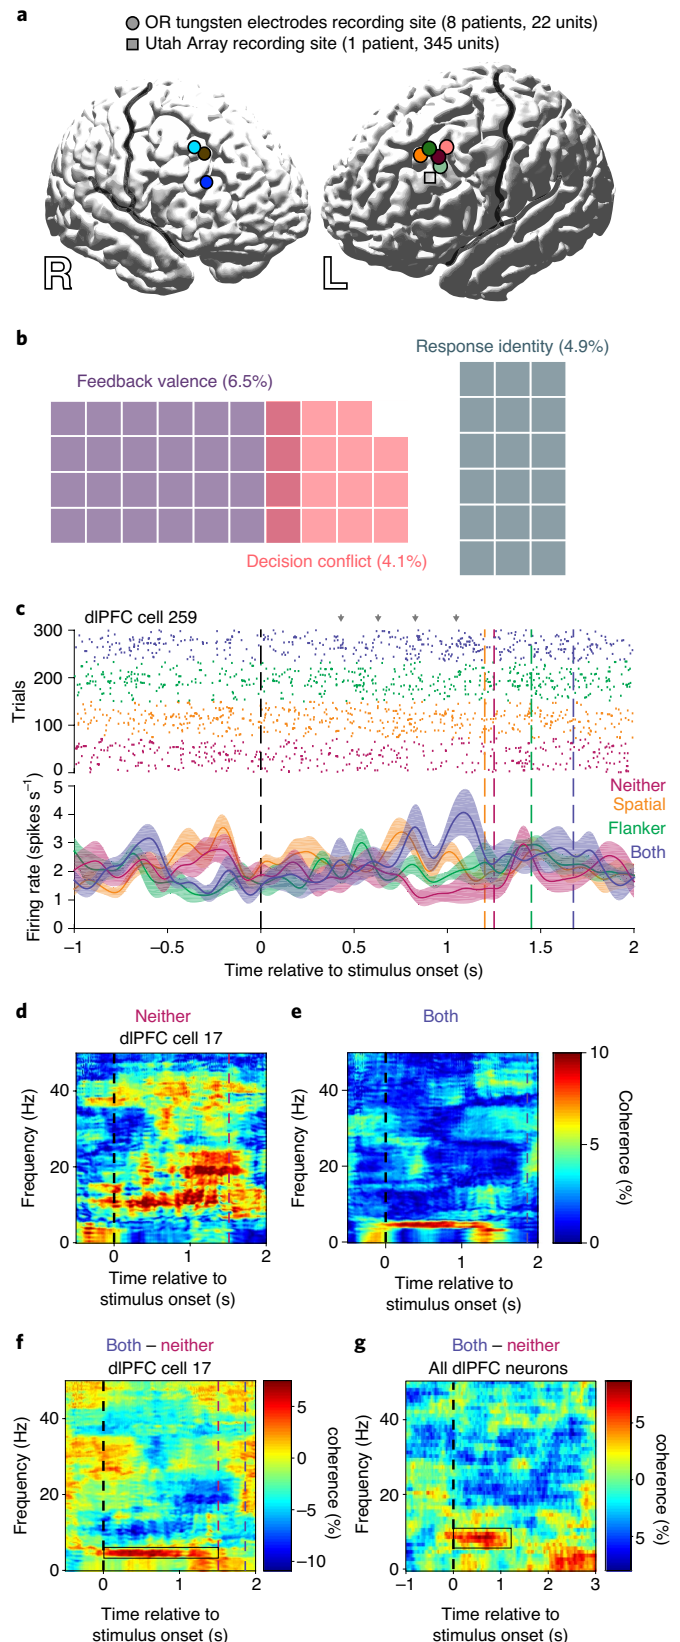 a
OR tungsten electrodes recording site (8 patients, 22 units)
Utah Array recording site (1 patient, 345 units)
R
L
b
Response identity (4.9%)
Feedback valence (6.5%)
Decision conflict (4.1%)
c
dlPFC cell 259
300
200
100
0
Trials
5
4
3
2
1
0
Firing rate (spikes s−1)
Neither
Spatial
Flanker
Both
−1
−0.5
0
0.5
1
1.5
2
Time relative to stimulus onset (s)
d
Neither
dlPFC cell 17
40
20
0
Frequency (Hz)
0
1
2
Time relative to
stimulus onset (s)
e
Both
40
20
0
Frequency (Hz)
0
1
2
Time relative to
stimulus onset (s)
10
5
0
Coherence (%)
f
Both – neither
dlPFC cell 17
40
20
0
Frequency (Hz)
0
1
2
Time relative to
stimulus onset (s)
5
0
−5
−10
coherence (%)
g
Both – neither
All dlPFC neurons
40
20
0
Frequency (Hz)
−1
0
1
2
3
Time relative to
stimulus onset (s)
5
0
5
coherence (%)